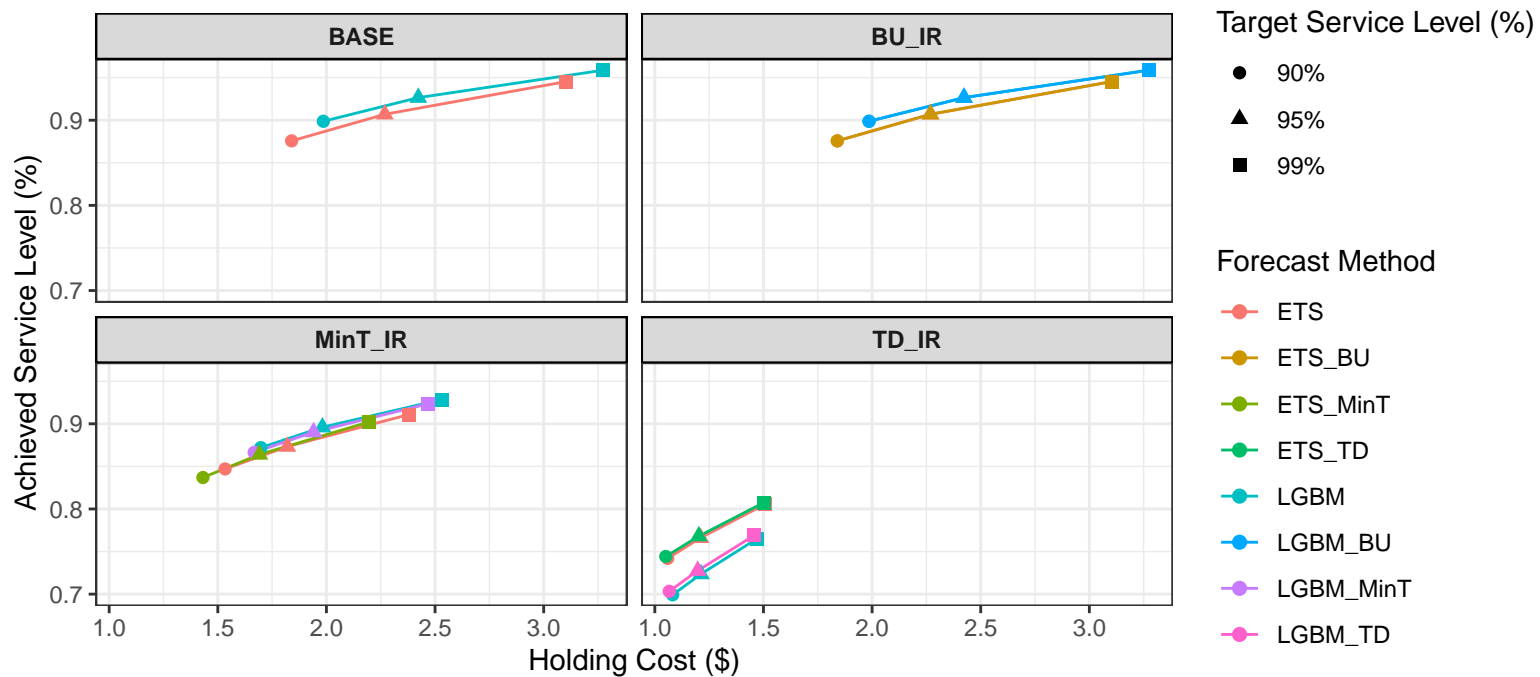 BASE
BU_IR
0.9
0.8
0.7
MinT_IR
TD_IR
0.9
0.8
0.7
1.0 1.5 2.0 2.5 3.0
1.0 1.5 2.0 2.5 3.0
Holding Cost ($)
Achieved Service Level (%)
Target Service Level (%)
90%
95%
99%
Forecast Method
ETS
ETS_BU
ETS_MinT
ETS_TD
LGBM
LGBM_BU
LGBM_MinT
LGBM_TD